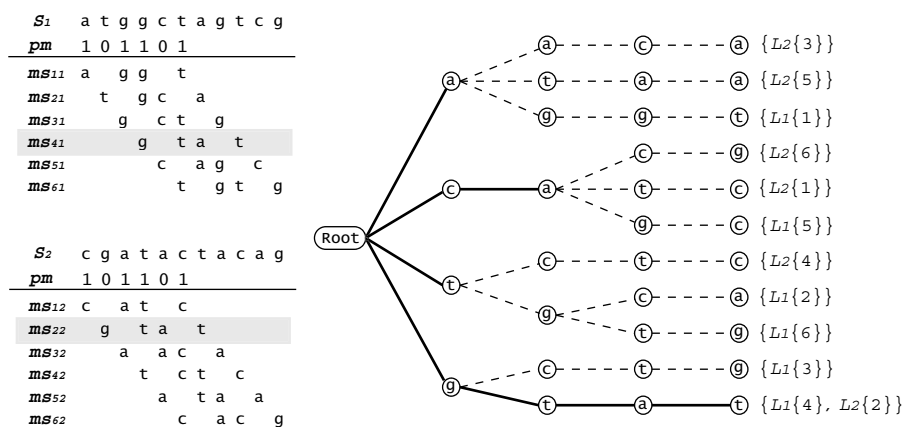 S1 a t g g c t a g t c g
pm 1 0 1 1 0 1
ms11 a g g t
ms21 t g c a
ms31 g c t g
ms41 g t a t
ms51 c a g c
ms61 t g t g
S2 c g a t a c t a c a g
pm 1 0 1 1 0 1
ms12 c a t c
ms22 g t a t
ms32 a a c a
ms42 t c t c
ms52 a t a a
ms62 c a c g
Root
a
a c a {L2{3}}
t a a {L2{5}}
g g t {L1{1}}
c a
c g {L2{6}}
t c {L2{1}}
g c {L1{5}}
t
c t c {L2{4}}
g
c a {L1{2}}
t g {L1{6}}
g
c t g {L1{3}}
t a t {L1{4}, L2{2}}